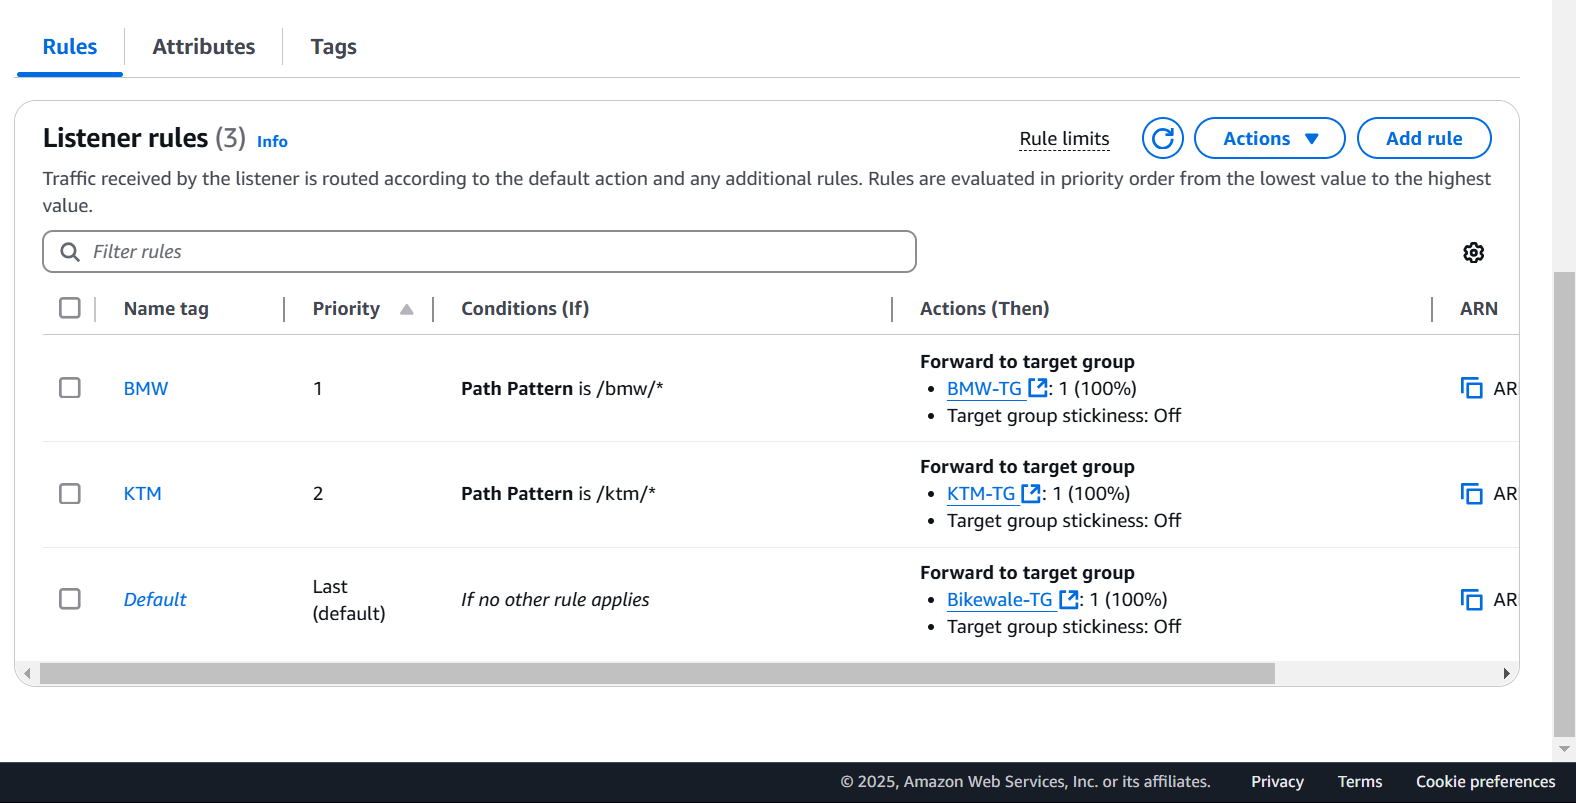 Rules
Attributes
Tags
Listener rules (3) Info
Rule limits
Actions
Add rule
Traffic received by the listener is routed according to the default action and any additional rules. Rules are evaluated in priority order from the lowest value to the highest
value.
Filter rules
Name tag
Priority
Conditions (If)
Actions (Then)
ARN
BMW
1
Path Pattern is /bmw/*
Forward to target group
• BMW-TG : 1 (100%)
• Target group stickiness: Off
AR
KTM
2
Path Pattern is /ktm/*
Forward to target group
• KTM-TG : 1 (100%)
• Target group stickiness: Off
AR
Default
Last
(default)
If no other rule applies
Forward to target group
• Bikewale-TG : 1 (100%)
• Target group stickiness: Off
AR
© 2025, Amazon Web Services, Inc. or its affiliates.
Privacy
Terms
Cookie preferences